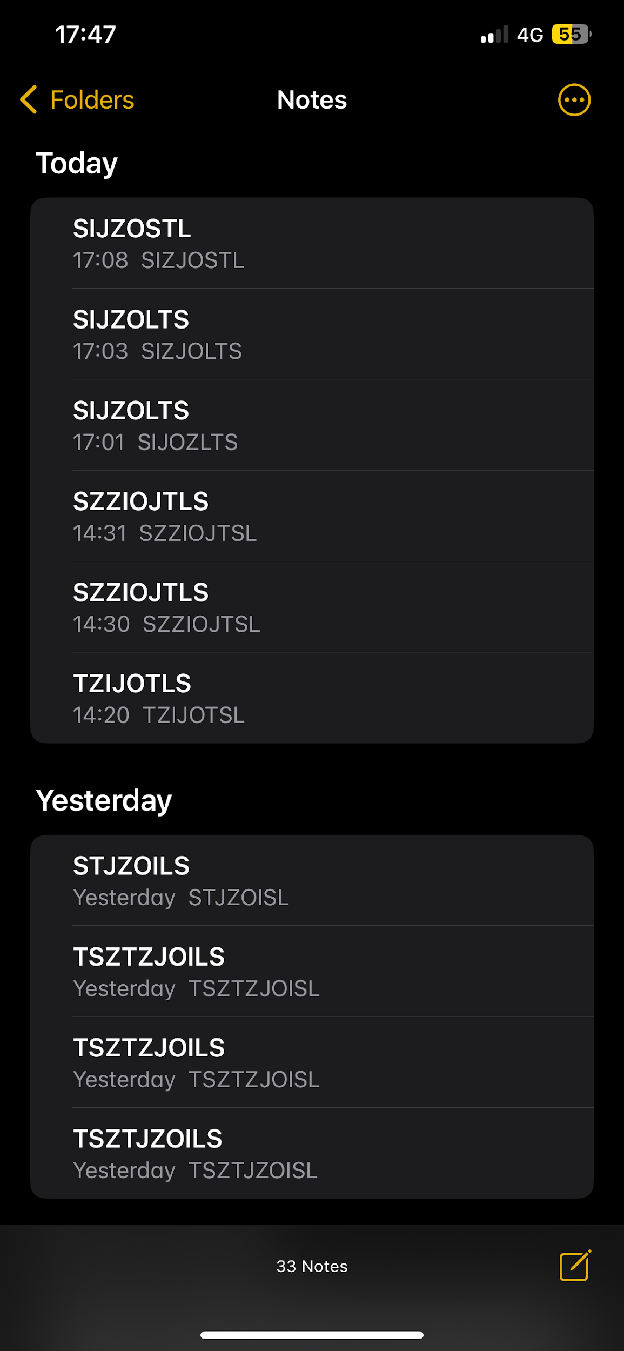 17:47 4G 55
Folders Notes
Today
SIJZOSTL
17:08 SIZJOSTL
SIJZOLTS
17:03 SIZJOLTS
SIJZOLTS
17:01 SIJOZLTS
SZZIOJTLS
14:31 SZZIOJTSL
SZZIOJTLS
14:30 SZZIOJTSL
TZIJOTLS
14:20 TZIJOTSL
Yesterday
STJZOILS
Yesterday STJZOISL
TSZTZJOILS
Yesterday TSZTZJOISL
TSZTZJOILS
Yesterday TSZTZJOISL
TSZTJZOILS
Yesterday TSZTJZOISL
33 Notes